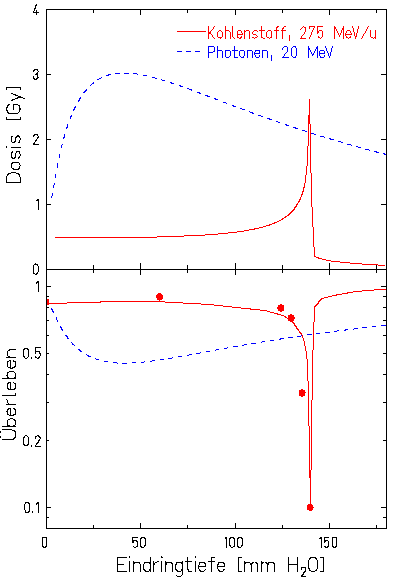 4
Kohlenstoff, 275 MeV/u
Photonen, 20 MeV
3
Dosis [Gy]
2
1
0
1
Überleben
0.5
0.2
0.1
0 50 100 150
Eindringtiefe [mm H₂O]